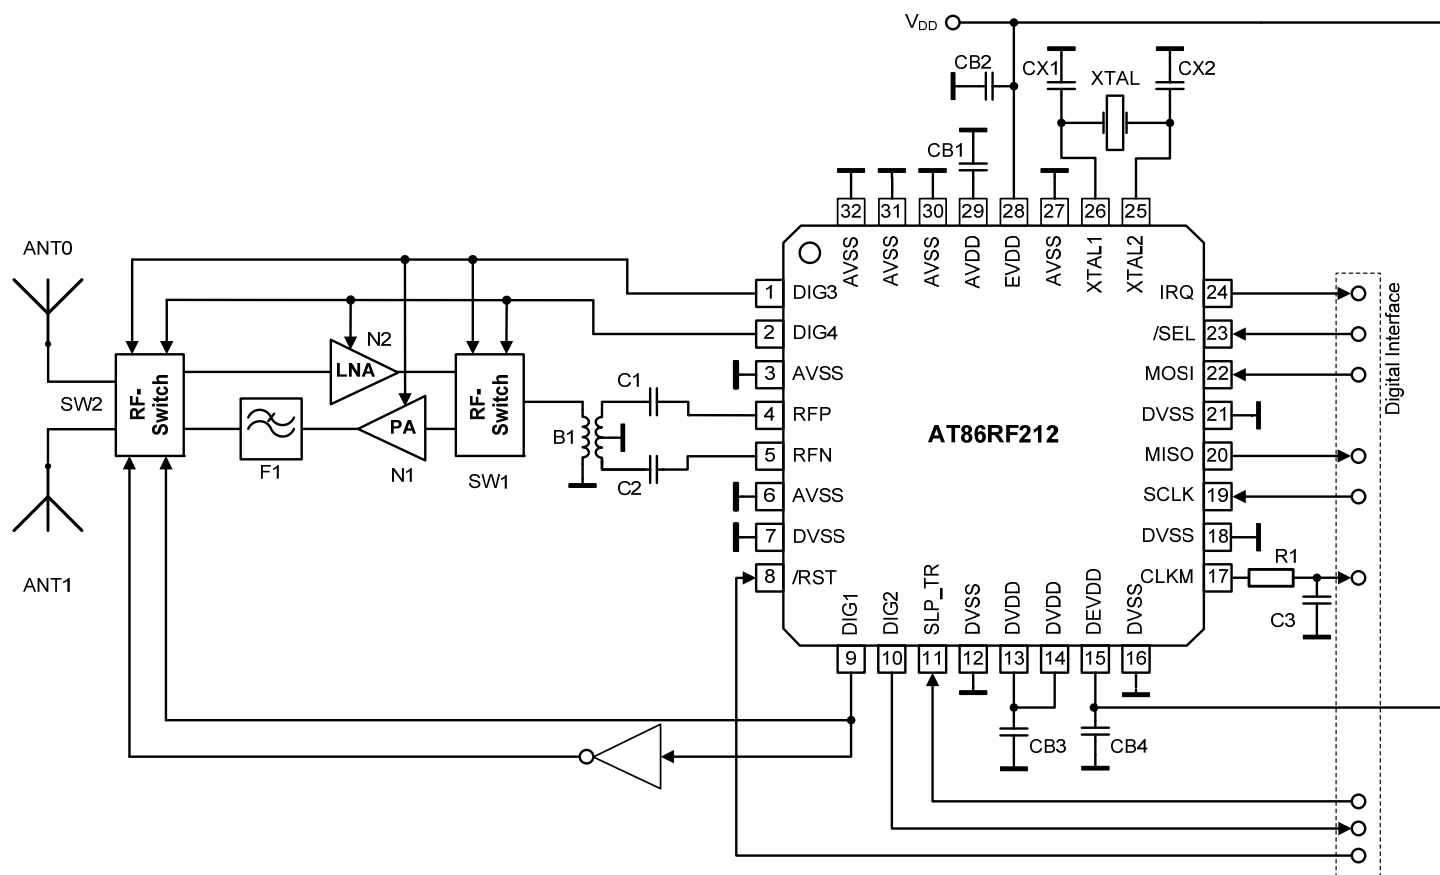 VDD
CB2
CX1
XTAL
CX2
CB1
32
31
30
29
28
27
26
25
AVSS
AVSS
AVSS
AVDD
EVDD
AVSS
XTAL1
XTAL2
ANT0
1 DIG3
2 DIG4
3 AVSS
4 RFP
5 RFN
6 AVSS
7 DVSS
8 /RST
IRQ 24
/SEL 23
MOSI 22
DVSS 21
MISO 20
SCLK 19
DVSS 18
CLKM 17
AT86RF212
Digital Interface
N2
LNA
SW2
RF-
Switch
PA
N1
F1
RF-
Switch
SW1
B1
C1
C2
ANT1
R1
C3
DIG1
DIG2
SLP_TR
DVSS
DVDD
DVDD
DEVDD
DVSS
9
10
11
12
13
14
15
16
CB3
CB4